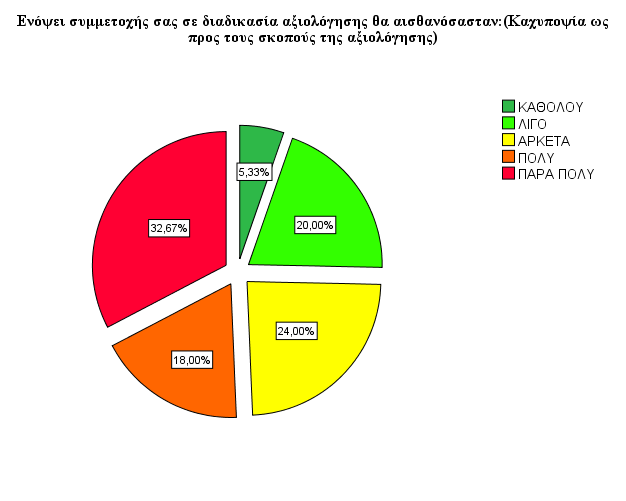 Ενόψει συμμετοχής σας σε διαδικασία αξιολόγησης θα αισθανόσασταν:(Καχυποψία ως
προς τους σκοπούς της αξιολόγησης)
ΚΑΘΟΛΟΥ
ΛΙΓΟ
ΑΡΚΕΤΑ
ΠΟΛΥ
ΠΑΡΑ ΠΟΛΥ
5,33%
20,00%
24,00%
18,00%
32,67%